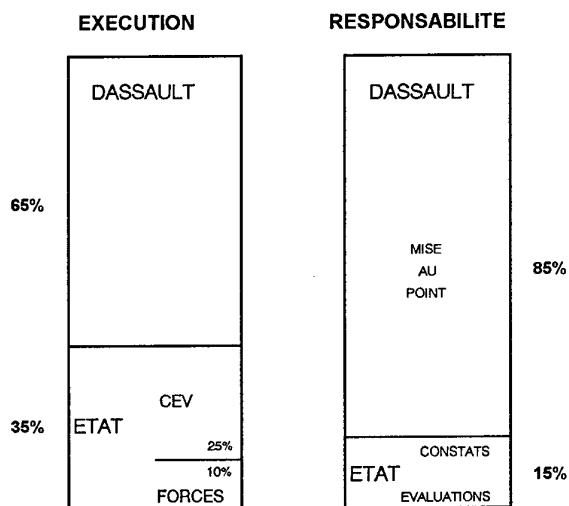 EXECUTION
RESPONSABILITE
DASSAULT
DASSAULT
65%
MISE
AU
POINT
85%
CEV
35%
ETAT
25%
10%
FORCES
CONSTATS
ETAT
15%
EVALUATIONS